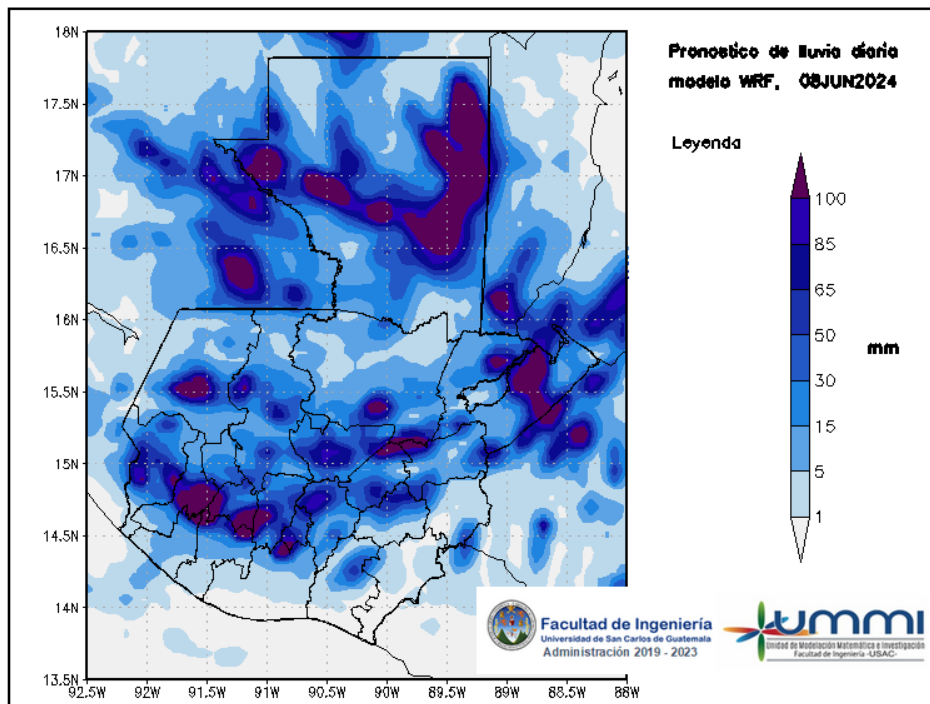 Pronostico de lluvia diaria
modelo WRF, 08JUN2024
Leyenda
100
85
65
50
30
15
5
1
mm
18N
17.5N
17N
16.5N
16N
15.5N
15N
14.5N
14N
13.5N
92.5W 92W 91.5W 91W 90.5W 90W 89.5W 89W 88.5W 88W
Facultad de Ingeniería
Universidad de San Carlos de Guatemala
Administración 2019 - 2023
UMMI
Unidad de Modelación Matemática e Investigación
Facultad de Ingeniería -USAC-